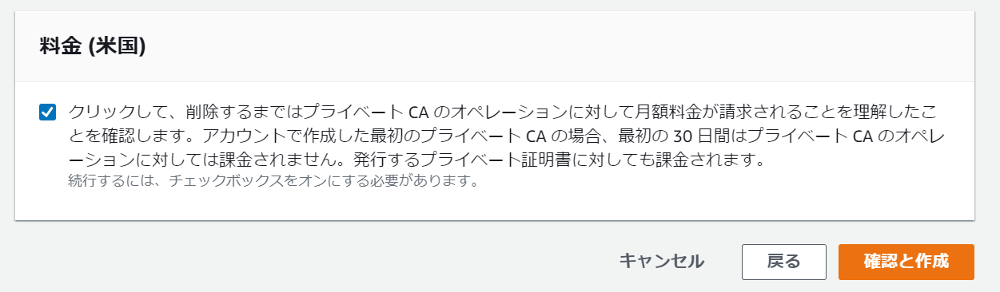 料金 (米国)
クリックして、削除するまではプライベート CA のオペレーションに対して月額料金が請求されることを理解したこ
とを確認します。アカウントで作成した最初のプライベート CA の場合、最初の 30 日間はプライベート CA のオペレ
ーションに対しては課金されません。発行するプライベート証明書に対しても課金されます。
続行するには、チェックボックスをオンにする必要があります。
キャンセル 戻る 確認と作成